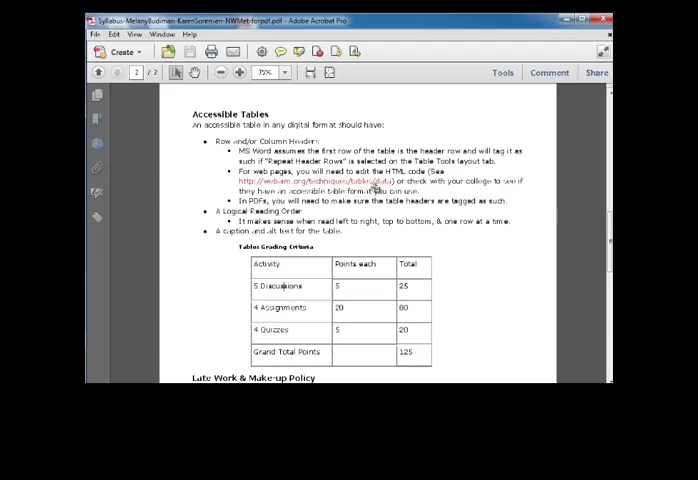 Syllabus-MelanyBudiman-KarenSorensen-NWMet-forpdf.pdf - Adobe Acrobat Pro
File Edit View Window Help
Create
2 / 2 75% Tools Comment Share
Accessible Tables
An accessible table in any digital format should have:
• Row and/or Column Headers
▪ MS Word assumes the first row of the table is the header row and will tag it as
such if "Repeat Header Rows" is selected on the Table Tools layout tab.
▪ For web pages, you will need to edit the HTML code (See
http://webaim.org/techniques/tables/data) or check with your college to see if
they have an accessible table format you can use.
▪ In PDFs, you will need to make sure the table headers are tagged as such.
• A Logical Reading Order
▪ It makes sense when read left to right, top to bottom, & one row at a time.
• A caption and alt text for the table.
Table: Grading Criteria
Activity Points each Total
5 Discussions 5 25
4 Assignments 20 80
4 Quizzes 5 20
Grand Total Points 125
Late Work & Make-up Policy